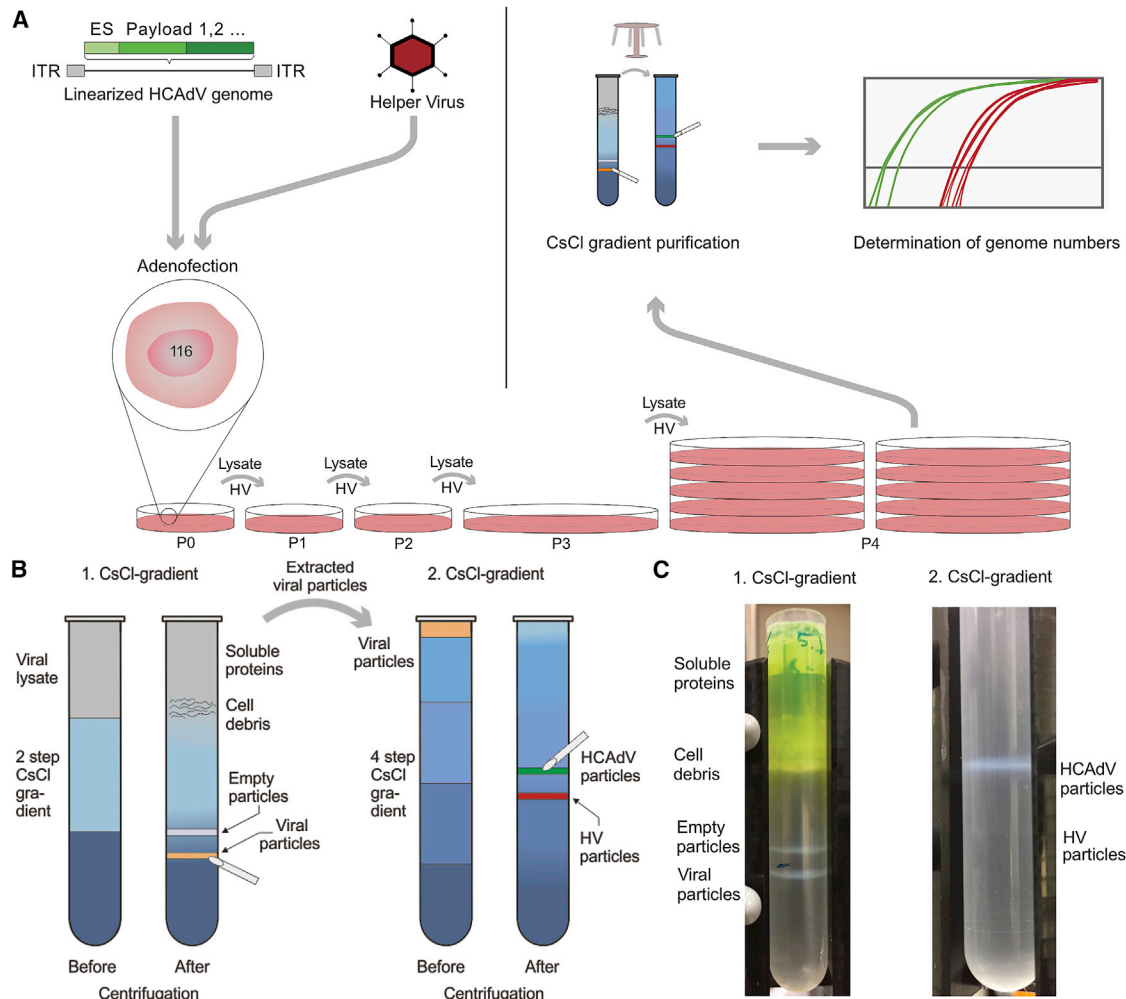 A
ES Payload 1,2 ...
ITR
ITR
Linearized HCAdV genome
Helper Virus
Adenofection
116
CsCl gradient purification
Determination of genome numbers
Lysate
HV
Lysate
HV
Lysate
HV
Lysate
HV
P0
P1
P2
P3
P4
B
1. CsCl-gradient
Extracted
viral particles
2. CsCl-gradient
Viral
lysate
2 step
CsCl
gra-
dient
Soluble
proteins
Cell
debris
Empty
particles
Viral
particles
Viral
particles
4 step
CsCl
gra-
dient
HCAdV
particles
HV
particles
Before
After
Centrifugation
Before
After
Centrifugation
C
1. CsCl-gradient
2. CsCl-gradient
Soluble
proteins
Cell
debris
Empty
particles
Viral
particles
HCAdV
particles
HV
particles